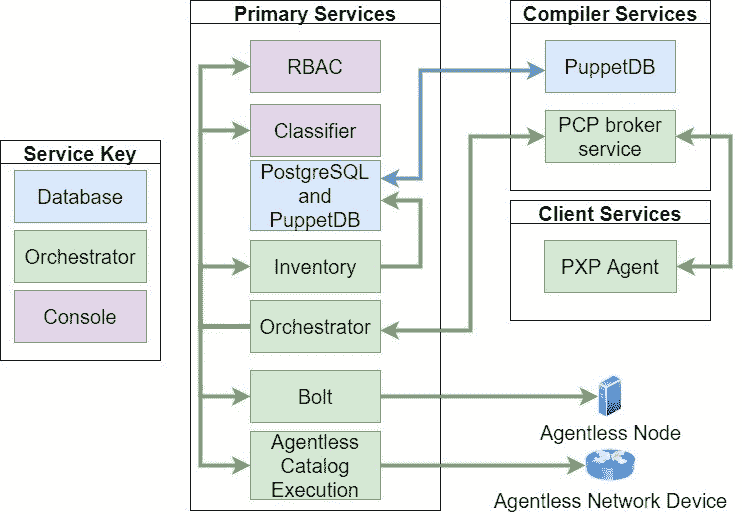 Service Key
Database
Orchestrator
Console
Primary Services
RBAC
Classifier
PostgreSQL
and
PuppetDB
Inventory
Orchestrator
Bolt
Agentless
Catalog
Execution
Compiler Services
PuppetDB
PCP broker
service
Client Services
PXP Agent
Agentless Node
Agentless Network Device